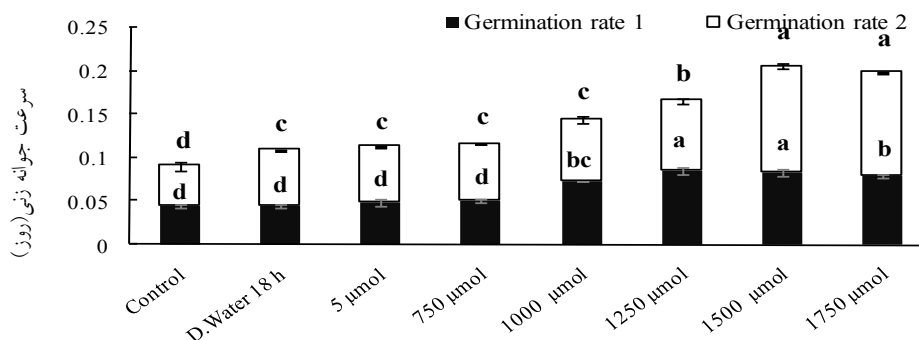 Germination rate 1 Germination rate 2
0.25
0.2
0.15
0.1
0.05
0
سرعت جوانه زنی(روز)
d c c c c b a a
d d d d bc a a b
Control D.Water 18 h 5 μmol 750 μmol 1000 μmol 1250 μmol 1500 μmol 1750 μmol